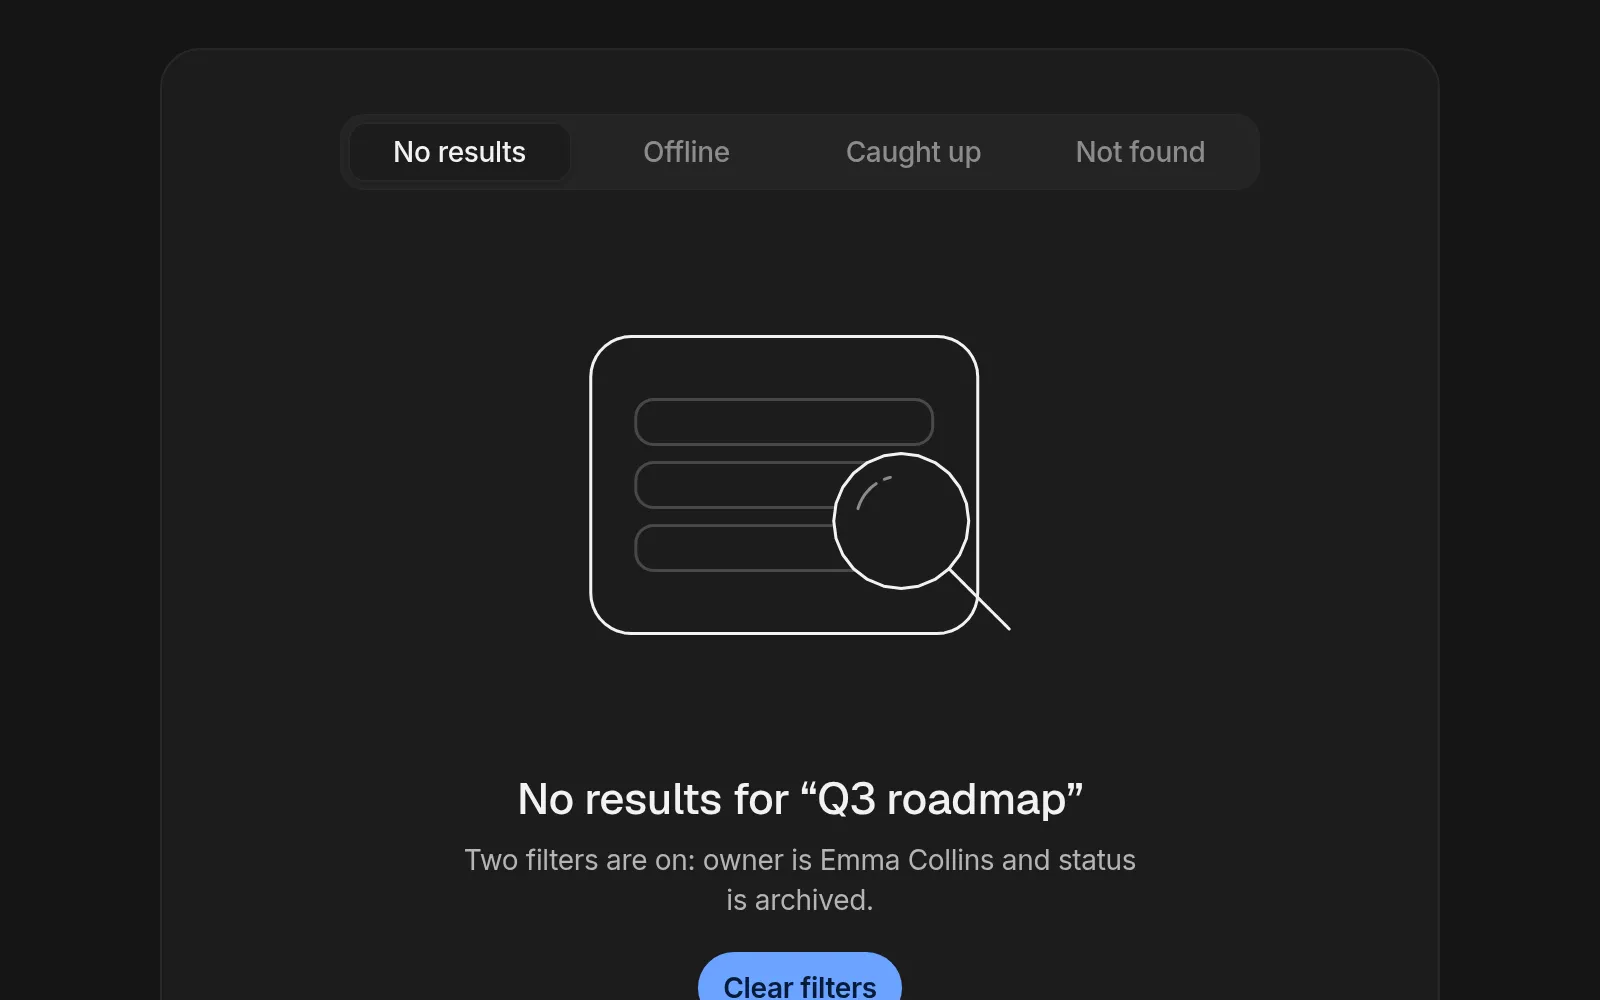 No results
Offline
Caught up
Not found
No results for “Q3 roadmap”
Two filters are on: owner is Emma Collins and status
is archived.
Clear filters